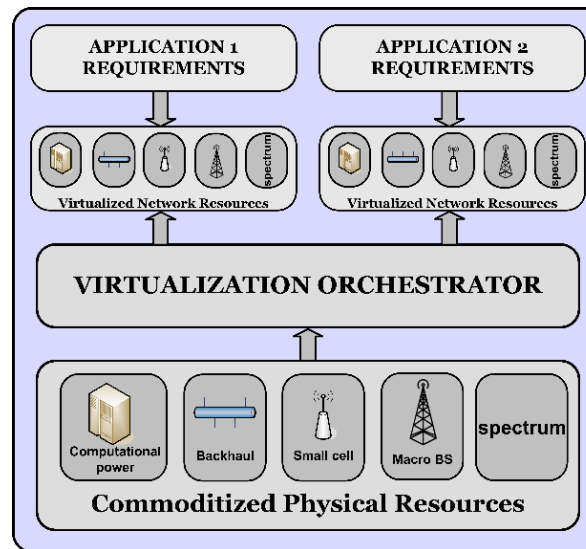 APPLICATION 1
REQUIREMENTS
APPLICATION 2
REQUIREMENTS
spectrum
Virtualized Network Resources
spectrum
Virtualized Network Resources
VIRTUALIZATION ORCHESTRATOR
Computational
power
Backhaul
Small cell
Macro BS
spectrum
Commoditized Physical Resources